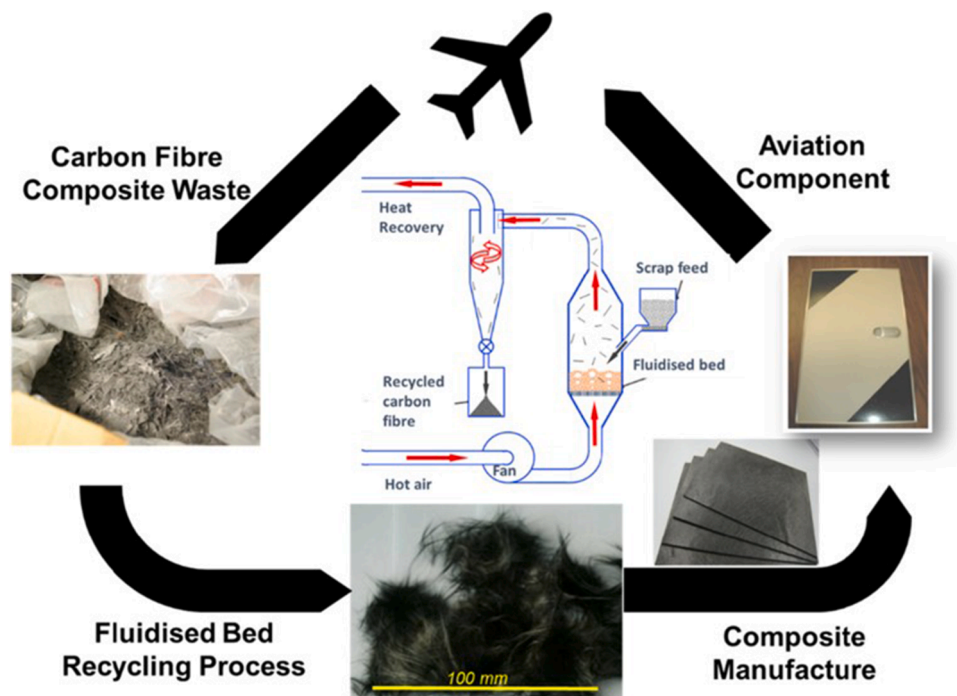 Carbon Fibre
Composite Waste
Aviation
Component
Heat
Recovery
Scrap feed
Fluidised bed
Recycled
carbon
fibre
Fan
Hot air
100 mm
Fluidised Bed
Recycling Process
Composite
Manufacture